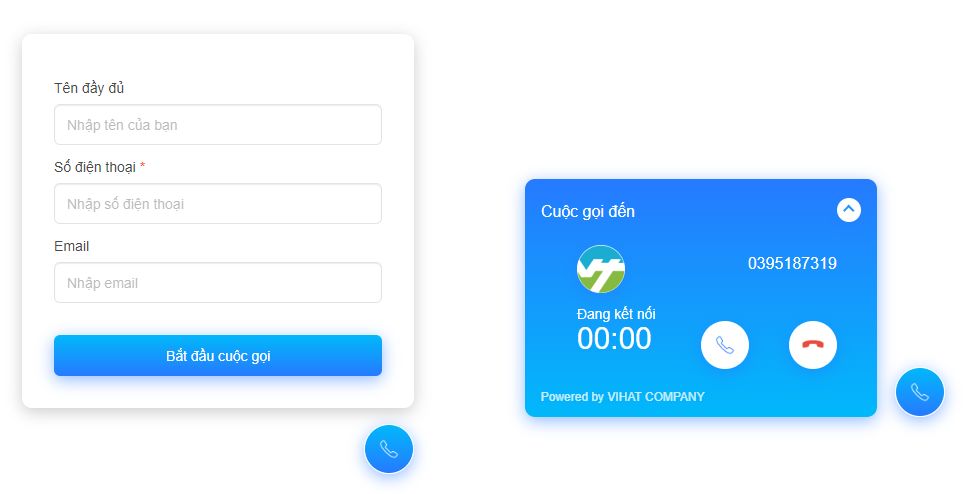 Tên đầy đủ
Nhập tên của bạn
Số điện thoại *
Nhập số điện thoại
Email
Nhập email
Bắt đầu cuộc gọi
Cuộc gọi đến
0395187319
Đang kết nối
00:00
Powered by VIHAT COMPANY